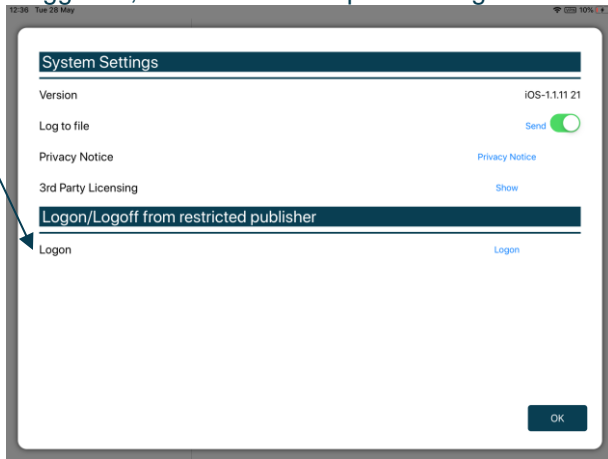 12:36 Tue 28 May 10%
System Settings
Version iOS-1.1.11 21
Log to file Send
Privacy Notice Privacy Notice
3rd Party Licensing Show
Logon/Logoff from restricted publisher
Logon Logon
OK